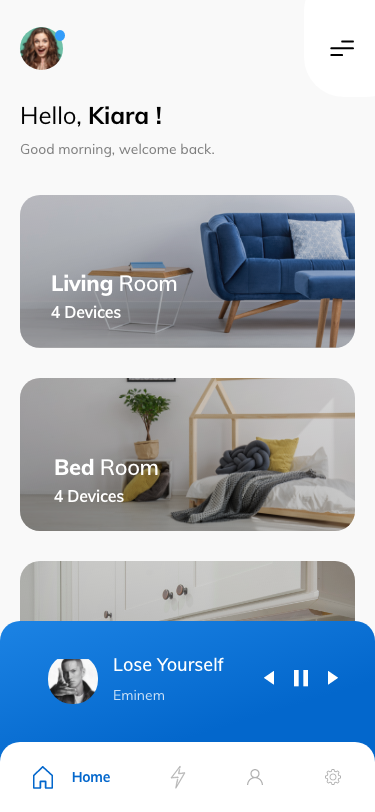 Hello, Kiara !
Good morning, welcome back.
Living Room
4 Devices
Bed Room
4 Devices
Lose Yourself
Eminem
Home